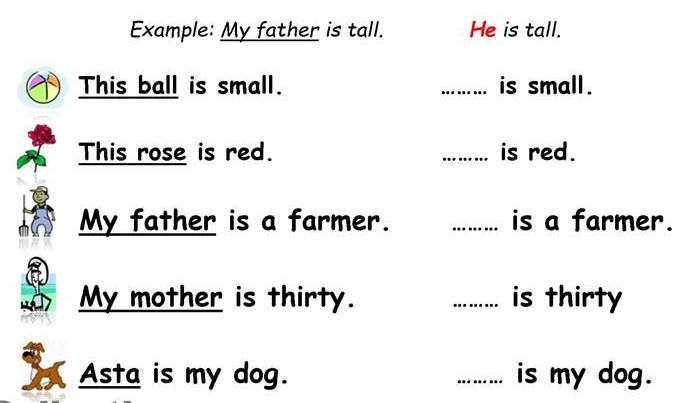 Example: My father is tall. He is tall.
This ball is small. ……… is small.
This rose is red. ……… is red.
My father is a farmer. ……… is a farmer.
My mother is thirty. ……… is thirty
Asta is my dog. ……… is my dog.